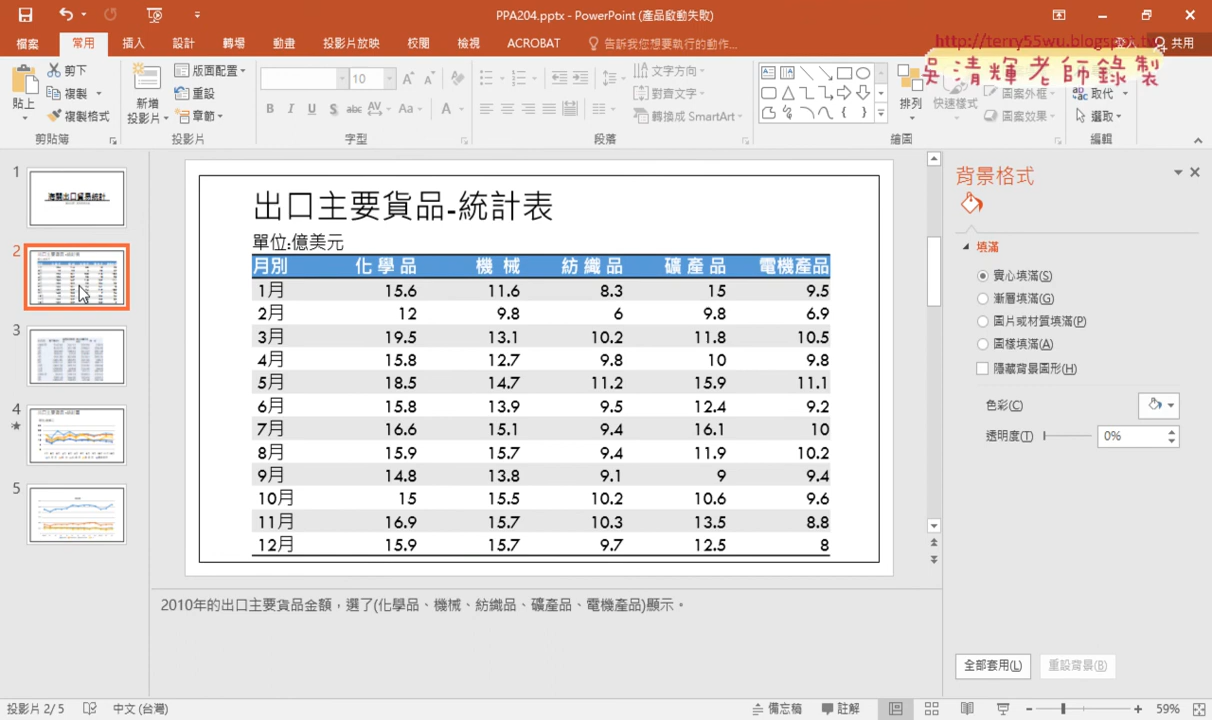 PPA204.pptx - PowerPoint (產品啟動失敗)
檔案 常用 插入 設計 轉場 動畫 投影片放映 校閱 檢視 ACROBAT 告訴我您想要執行的動作... 共用
http://terry55wu.blogspot.t
吳清輝老師錄製
貼上 剪下 複製 複製格式 剪貼簿
新增投影片 版面配置 重設 章節 投影片
10
B I U S abc AV Aa A 字型
文字方向 對齊文字 轉換成 SmartArt 段落
排列 快速樣式 圖案外框 圖案效果 繪圖
取代 選取 編輯
1 海關出口貿易統計
2
3
4
5
出口主要貨品-統計表
單位:億美元
月別 化學品 機械 紡織品 礦產品 電機產品
1月 15.6 11.6 8.3 15 9.5
2月 12 9.8 6 9.8 6.9
3月 19.5 13.1 10.2 11.8 10.5
4月 15.8 12.7 9.8 10 9.8
5月 18.5 14.7 11.2 15.9 11.1
6月 15.8 13.9 9.5 12.4 9.2
7月 16.6 15.1 9.4 16.1 10
8月 15.9 15.7 9.4 11.9 10.2
9月 14.8 13.8 9.1 9 9.4
10月 15 15.5 10.2 10.6 9.6
11月 16.9 15.7 10.3 13.5 8.8
12月 15.9 15.7 9.7 12.5 8
2010年的出口主要貨品金額，選了(化學品、機械、紡織品、礦產品、電機產品)顯示。
背景格式
填滿
實心填滿(S)
漸層填滿(G)
圖片或材質填滿(P)
圖樣填滿(A)
隱藏背景圖形(H)
色彩(C)
透明度(T) 0%
全部套用(L) 重設背景(B)
投影片 2/5 中文 (台灣) 備忘稿 註解 59%